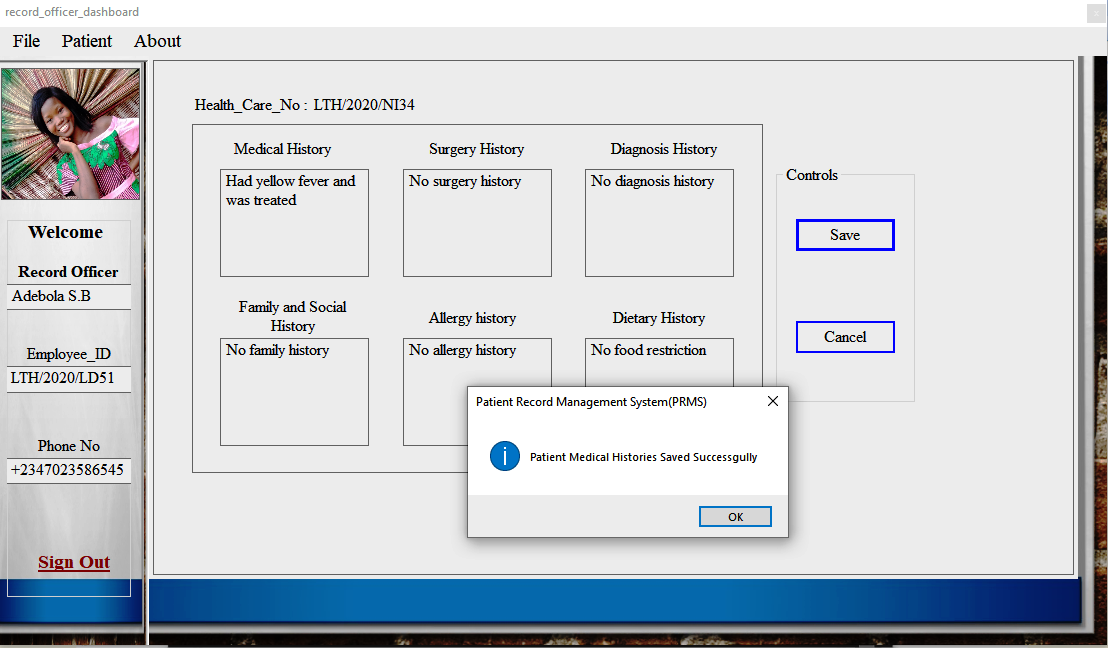 record_officer_dashboard
x
File Patient About
Welcome
Record Officer
Adebola S.B
Employee_ID
LTH/2020/LD51
Phone No
+2347023586545
Sign Out
Health_Care_No : LTH/2020/NI34
Medical History
Had yellow fever and
was treated
Surgery History
No surgery history
Diagnosis History
No diagnosis history
Family and Social
History
No family history
Allergy history
No allergy history
Dietary History
No food restriction
Controls
Save
Cancel
Patient Record Management System(PRMS)
Patient Medical Histories Saved Successgully
OK